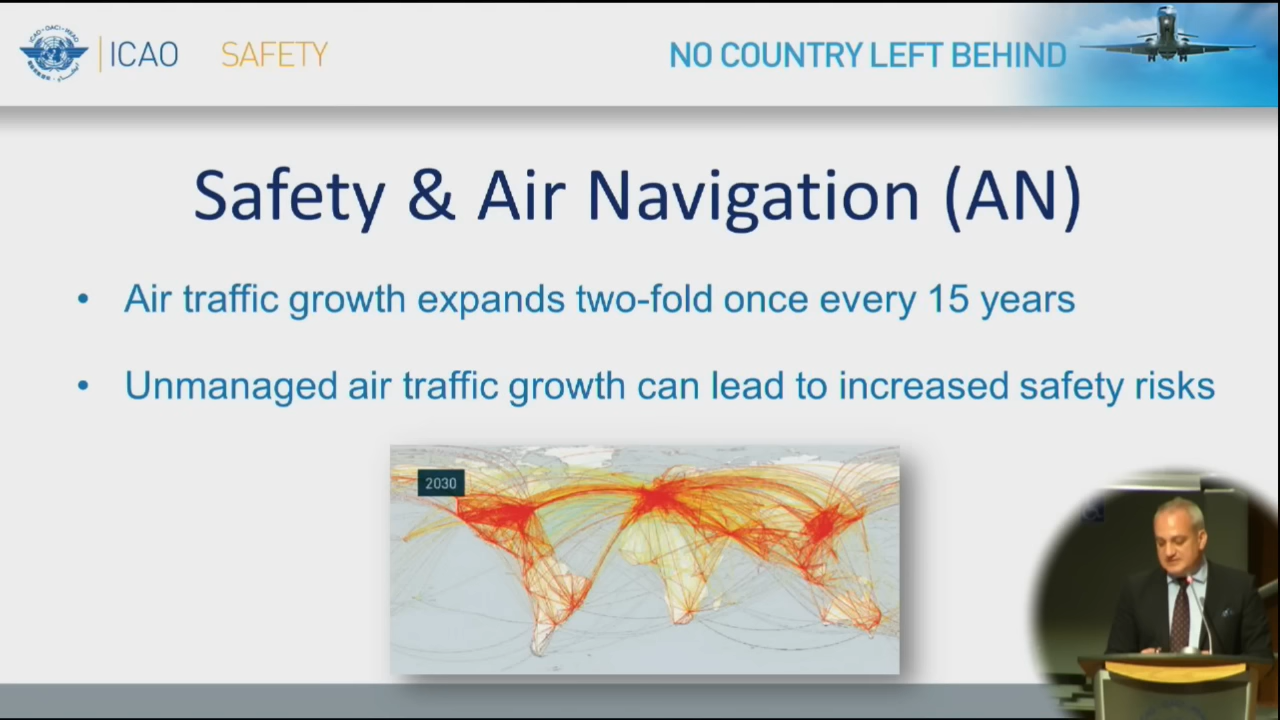 ICAO SAFETY
NO COUNTRY LEFT BEHIND
Safety & Air Navigation (AN)
• Air traffic growth expands two-fold once every 15 years
• Unmanaged air traffic growth can lead to increased safety risks
2030